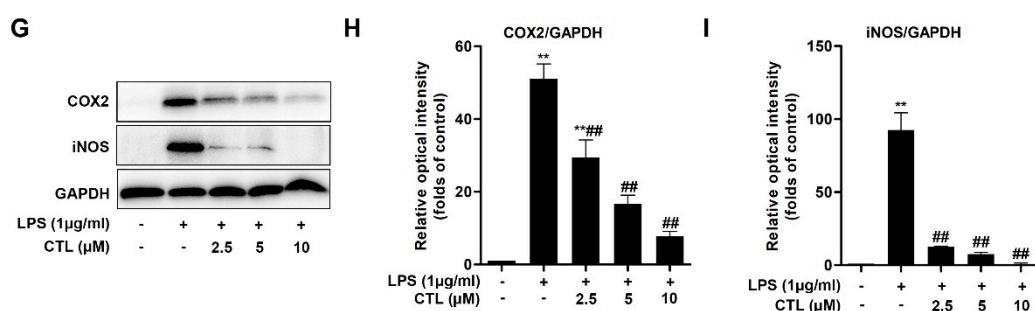 G
COX2
iNOS
GAPDH
LPS (1μg/ml) - + + + +
CTL (μM) - - 2.5 5 10
H
COX2/GAPDH
Relative optical intensity
(folds of control)
60
40
20
0
**
**##
##
##
LPS (1μg/ml) - + + + +
CTL (μM) - - 2.5 5 10
I
iNOS/GAPDH
Relative optical intensity
(folds of control)
150
100
50
0
**
##
##
##
LPS (1μg/ml) - + + + +
CTL (μM) - - 2.5 5 10